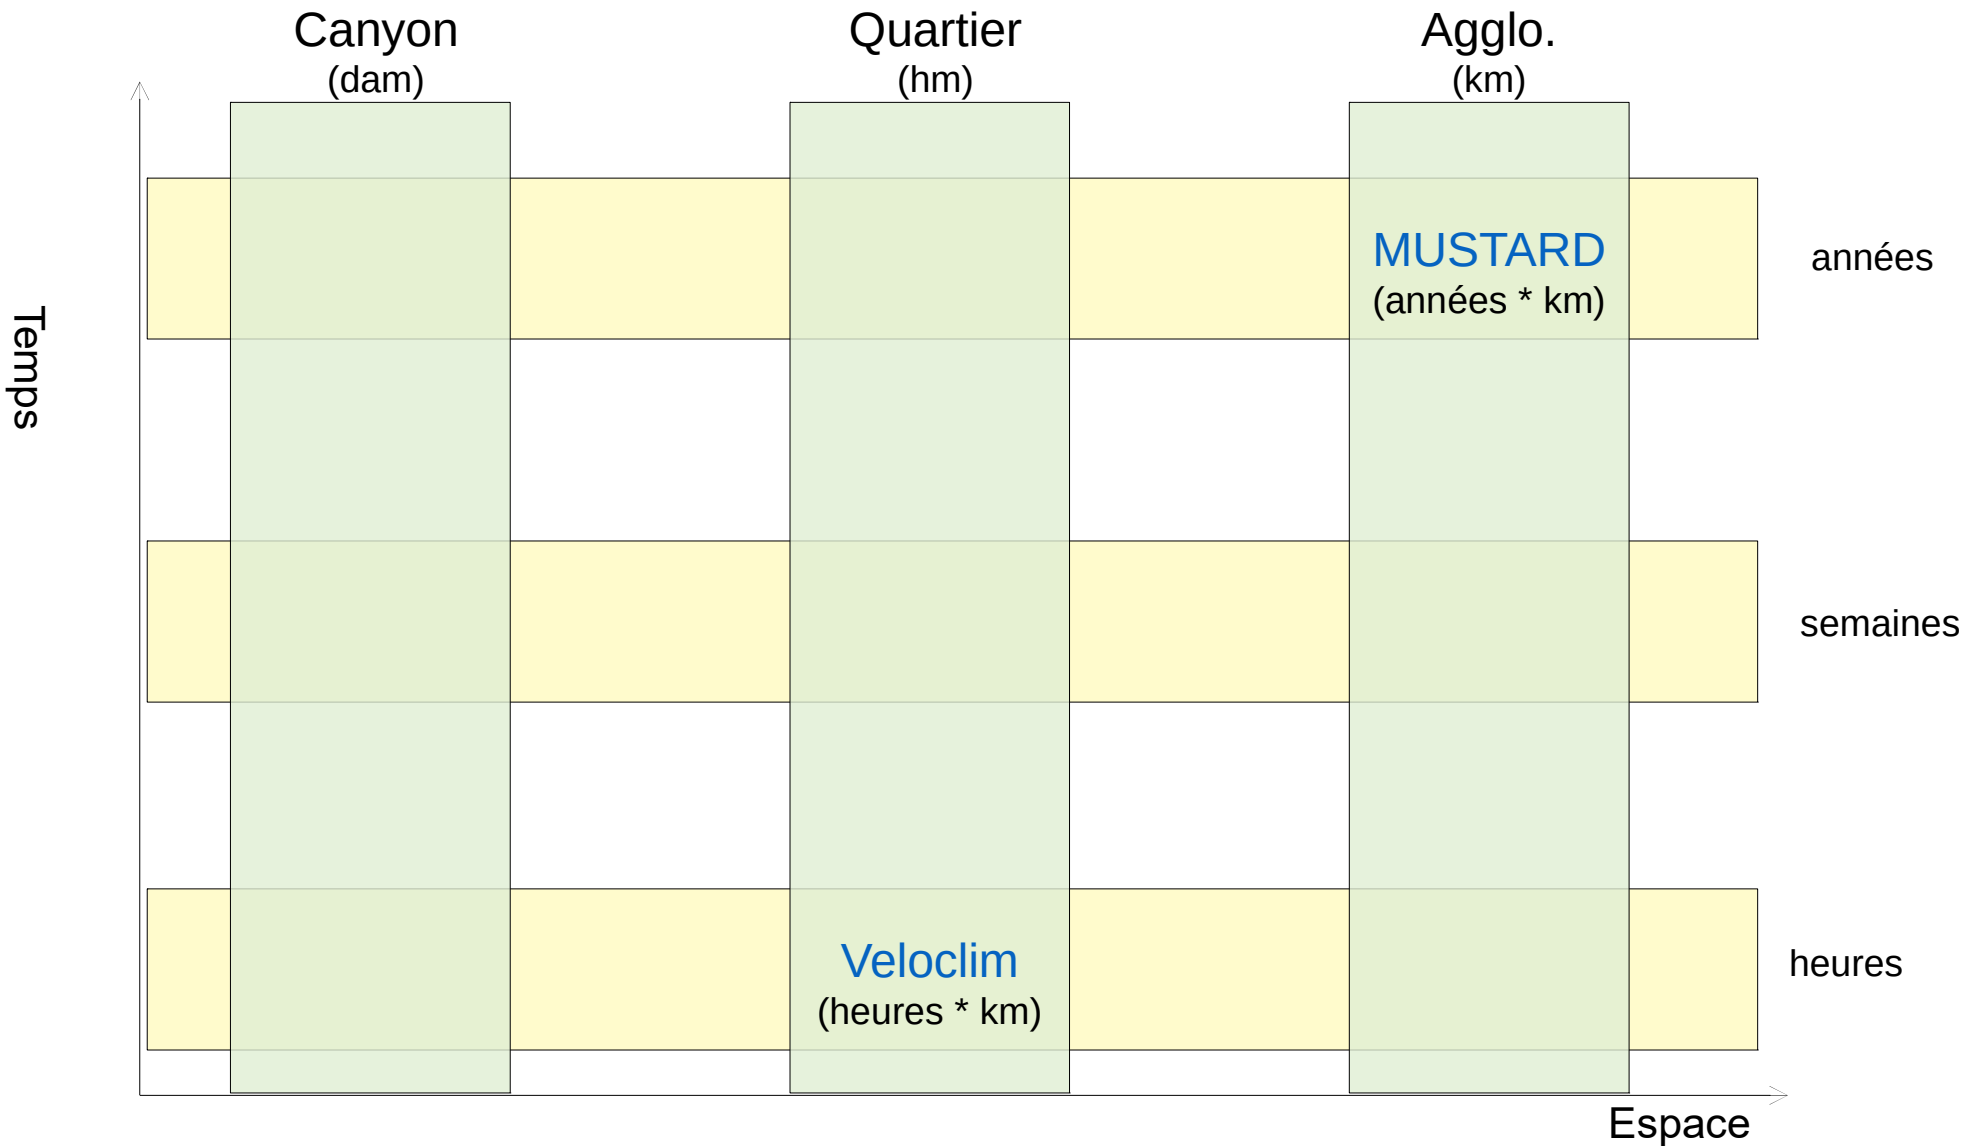 Canyon
(dam)
Quartier
(hm)
Agglo.
(km)
MUSTARD
(années * km)
années
Temps
semaines
Veloclim
(heures * km)
heures
Espace